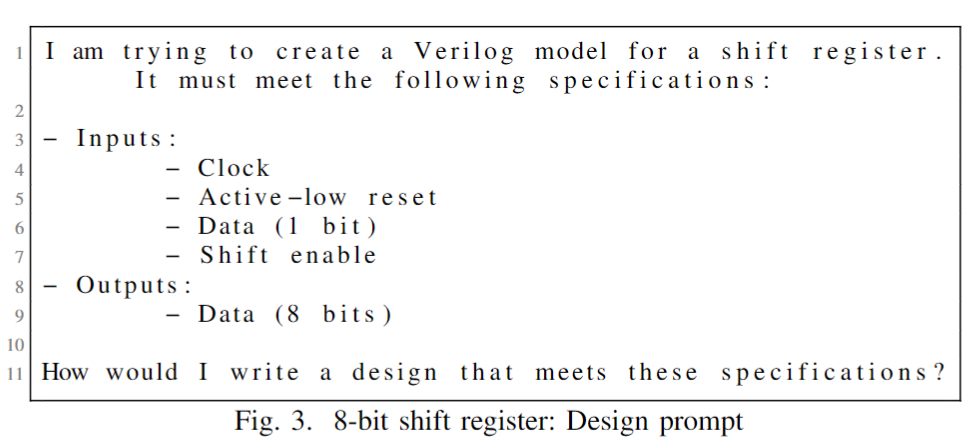 1 I am trying to create a Verilog model for a shift register.
It must meet the following specifications:
2
3 – Inputs:
4 – Clock
5 – Active–low reset
6 – Data (1 bit)
7 – Shift enable
8 – Outputs:
9 – Data (8 bits)
10
11 How would I write a design that meets these specifications?
Fig. 3. 8-bit shift register: Design prompt